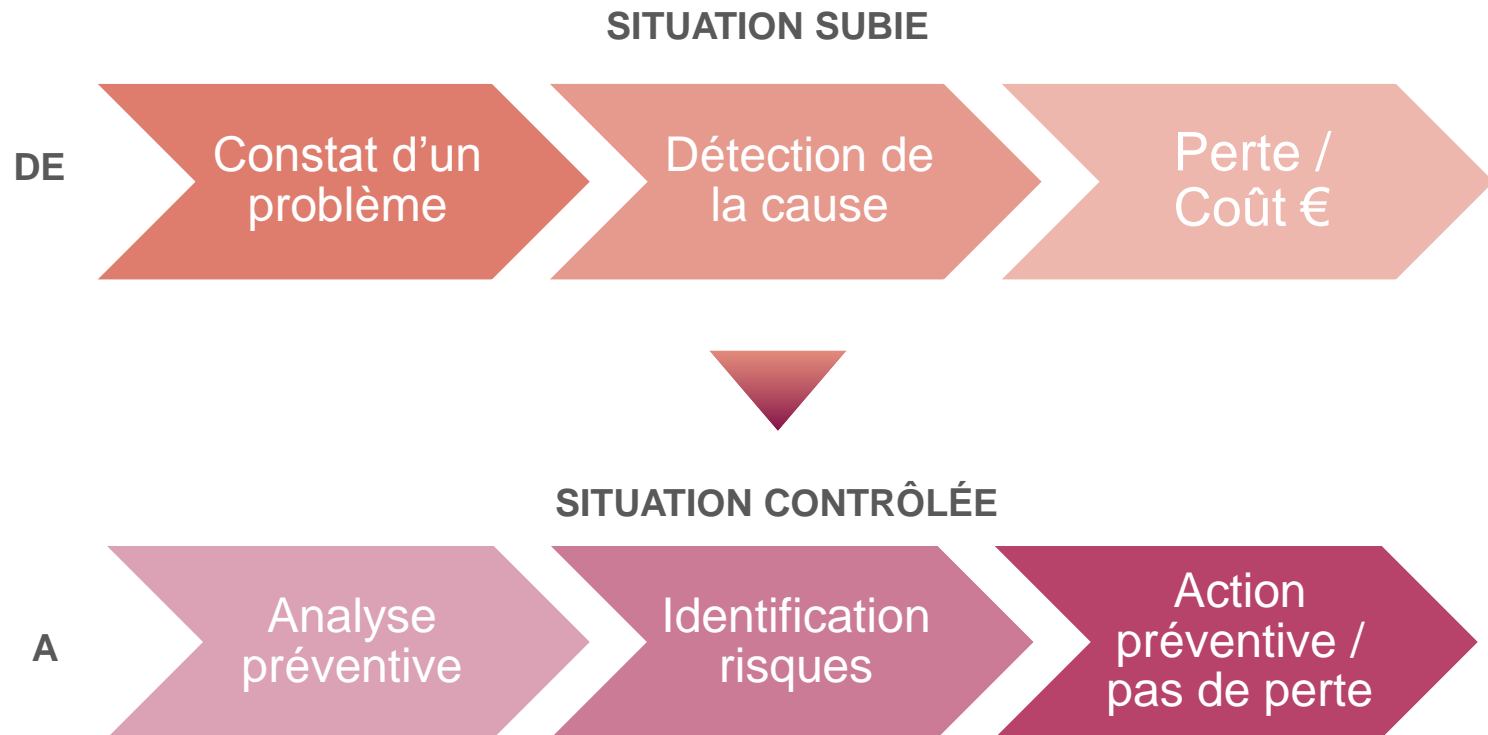 SITUATION SUBIE
DE
Constat d’un
problème
Détection de
la cause
Perte /
Coût €
SITUATION CONTRÔLÉE
A
Analyse
préventive
Identification
risques
Action
préventive /
pas de perte